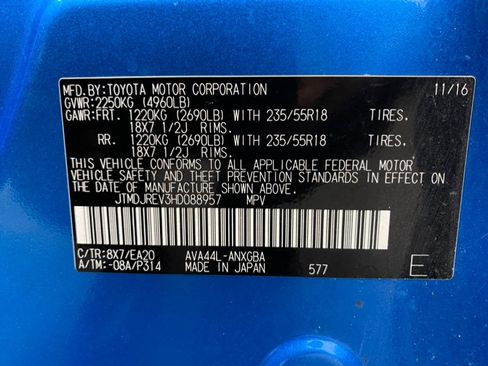 MFD.BY:TOYOTA MOTOR CORPORATION 11/16
GVWR:2250KG (4960LB)
GAWR:FRT. 1220KG (2690LB) WITH 235/55R18 TIRES.
18X7 1/2J RIMS.
RR. 1220KG (2690LB) WITH 235/55R18 TIRES.
18X7 1/2J RIMS.
THIS VEHICLE CONFORMS TO ALL APPLICABLE FEDERAL MOTOR
VEHICLE SAFETY AND THEFT PREVENTION STANDARDS IN EFFECT
ON THE DATE OF MANUFACTURE SHOWN ABOVE.
JTMDJREV3HD088957 MPV
C/TR:8X7/EA20 AVA44L-ANXGBA
A/TM:-08A/P314 MADE IN JAPAN 577 E